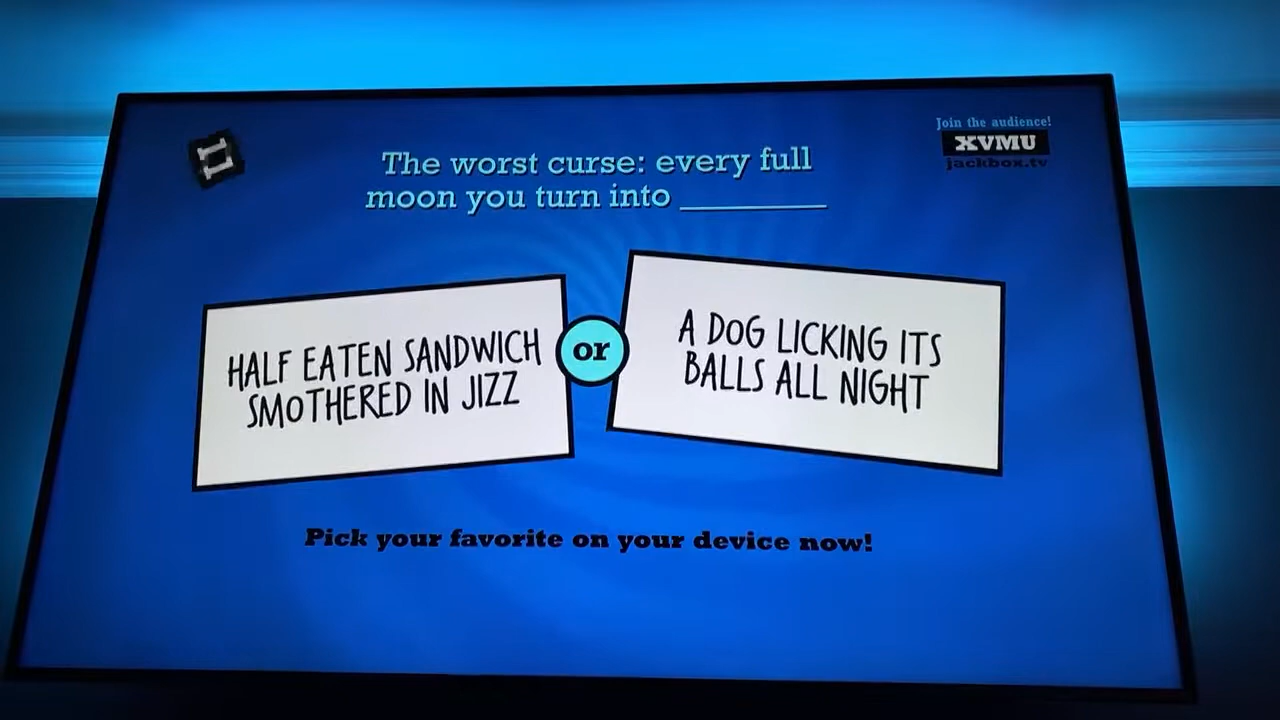 Join the audience!
XVMU
jackbox.tv
The worst curse: every full
moon you turn into __________
HALF EATEN SANDWICH
SMOTHERED IN JIZZ
or
A DOG LICKING ITS
BALLS ALL NIGHT
Pick your favorite on your device now!